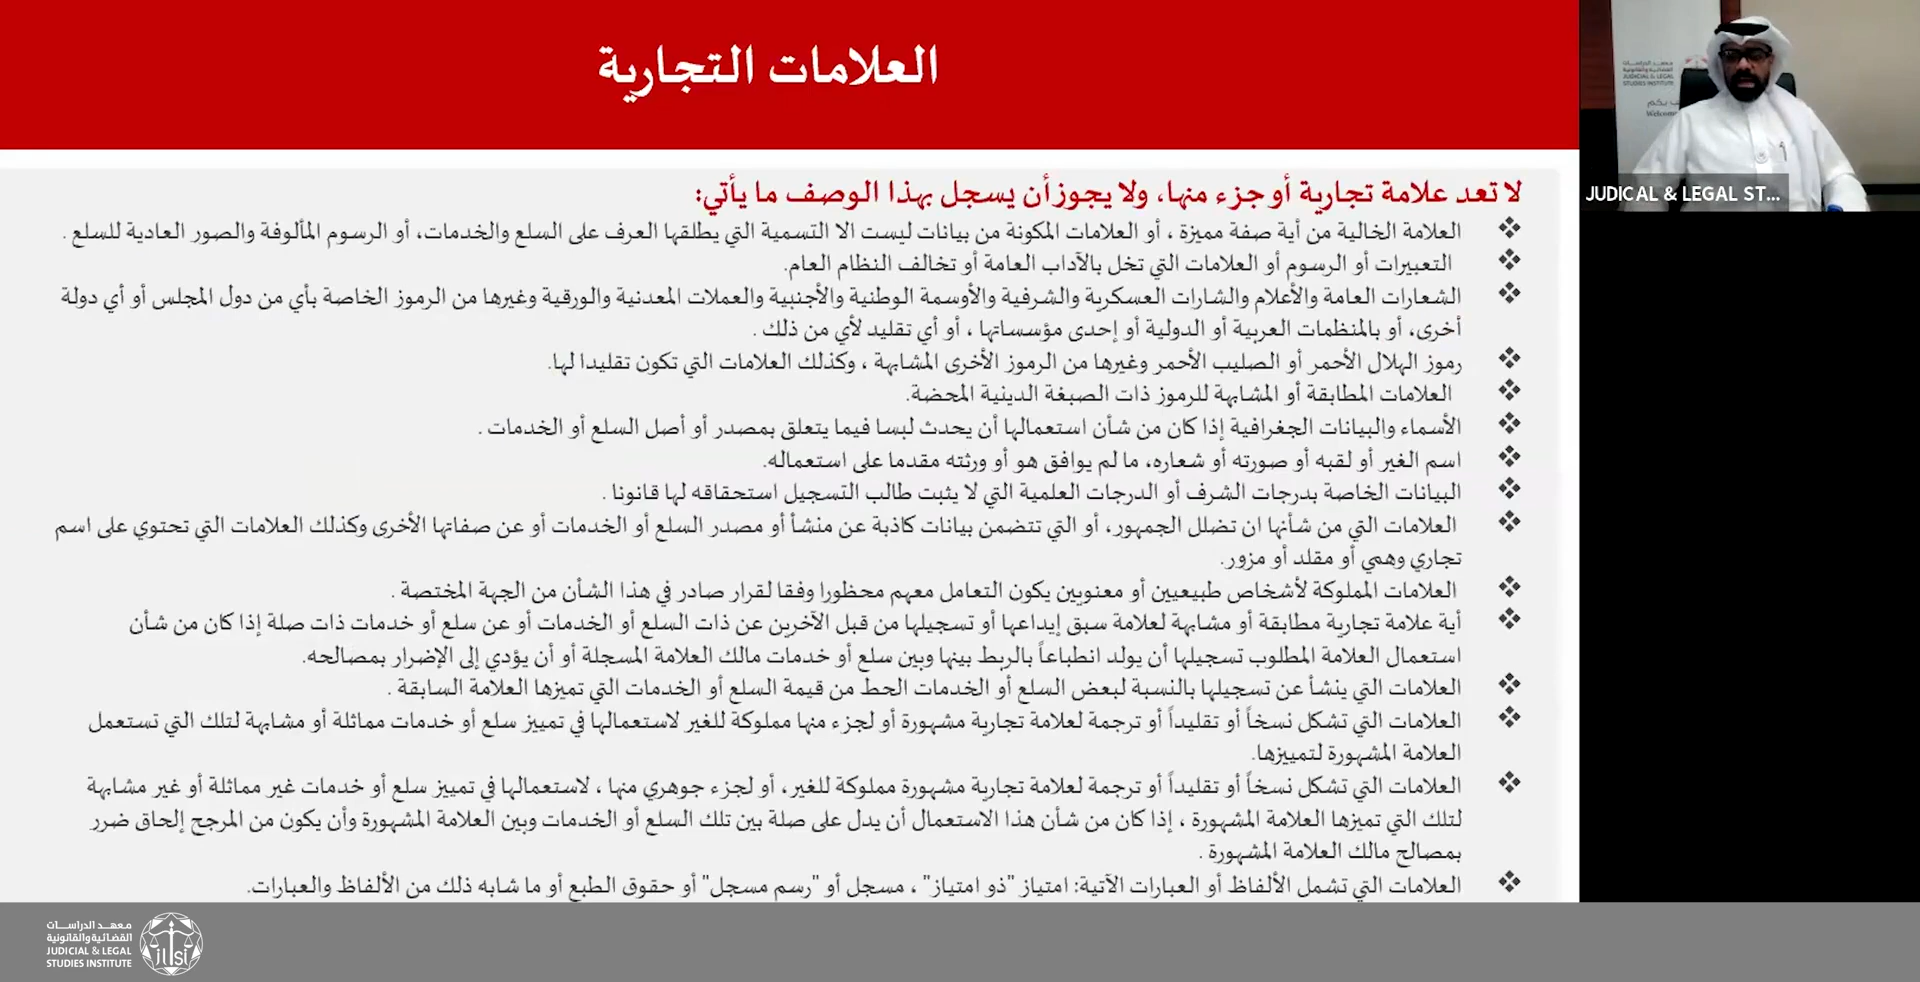 العلامات التجارية
لا تعد علامة تجارية أو جزء منها، ولا يجوز أن يسجل بهذا الوصف ما يأتي:
العلامة الخالية من أية صفة مميزة ، أو العلامات المكونة من بيانات ليست الا التسمية التي يطلقها العرف على السلع والخدمات، أو الرسوم المألوفة والصور العادية للسلع .
التعبيرات أو الرسوم أو العلامات التي تخل بالآداب العامة أو تخالف النظام العام.
الشعارات العامة والأعلام والشارات العسكرية والشرفية والأوسمة الوطنية والأجنبية والعملات المعدنية والورقية وغيرها من الرموز الخاصة بأي من دول المجلس أو أي دولة
أخرى، أو بالمنظمات العربية أو الدولية أو إحدى مؤسساتها ، أو أي تقليد لأي من ذلك .
رموز الهلال الأحمر أو الصليب الأحمر وغيرها من الرموز الأخرى المشابهة ، وكذلك العلامات التي تكون تقليدا لها.
العلامات المطابقة أو المشابهة للرموز ذات الصبغة الدينية المحضة.
الأسماء والبيانات الجغرافية إذا كان من شأن استعمالها أن يحدث لبسا فيما يتعلق بمصدر أو أصل السلع أو الخدمات .
اسم الغير أو لقبه أو صورته أو شعاره، ما لم يوافق هو أو ورثته مقدما على استعماله.
البيانات الخاصة بدرجات الشرف أو الدرجات العلمية التي لا يثبت طالب التسجيل استحقاقه لها قانونا .
العلامات التي من شأنها ان تضلل الجمهور، أو التي تتضمن بيانات كاذبة عن منشأ أو مصدر السلع أو الخدمات أو عن صفاتها الأخرى وكذلك العلامات التي تحتوي على اسم
تجاري وهمي أو مقلد أو مزور.
العلامات المملوكة لأشخاص طبيعيين أو معنويين يكون التعامل معهم محظورا وفقا لقرار صادر في هذا الشأن من الجهة المختصة .
أية علامة تجارية مطابقة أو مشابهة لعلامة سبق إيداعها أو تسجيلها من قبل الآخرين عن ذات السلع أو الخدمات أو عن سلع أو خدمات ذات صلة إذا كان من شأن
استعمال العلامة المطلوب تسجيلها أن يولد انطباعاً بالربط بينها وبين سلع أو خدمات مالك العلامة المسجلة أو أن يؤدي إلى الإضرار بمصالحه.
العلامات التي ينشأ عن تسجيلها بالنسبة لبعض السلع أو الخدمات الحط من قيمة السلع أو الخدمات التي تميزها العلامة السابقة .
العلامات التي تشكل نسخاً أو تقليداً أو ترجمة لعلامة تجارية مشهورة أو لجزء منها مملوكة للغير لاستعمالها في تمييز سلع أو خدمات مماثلة أو مشابهة لتلك التي تستعمل
العلامة المشهورة لتمييزها.
العلامات التي تشكل نسخاً أو تقليداً أو ترجمة لعلامة تجارية مشهورة مملوكة للغير، أو لجزء جوهري منها ، لاستعمالها في تمييز سلع أو خدمات غير مماثلة أو غير مشابهة
لتلك التي تميزها العلامة المشهورة ، إذا كان من شأن هذا الاستعمال أن يدل على صلة بين تلك السلع أو الخدمات وبين العلامة المشهورة وأن يكون من المرجح إلحاق ضرر
بمصالح مالك العلامة المشهورة .
العلامات التي تشمل الألفاظ أو العبارات الآتية: امتياز "ذو امتياز" ، مسجل أو "رسم مسجل" أو حقوق الطبع أو ما شابه ذلك من الألفاظ والعبارات.
معهد الدراسات
القضائية والقانونية
JUDICIAL & LEGAL
STUDIES INSTITUTE
jlsi
معهد الدراسات
القضائية والقانونية
JUDICIAL & LEGAL
STUDIES INSTITUTE
Welcome
JUDICAL & LEGAL ST...